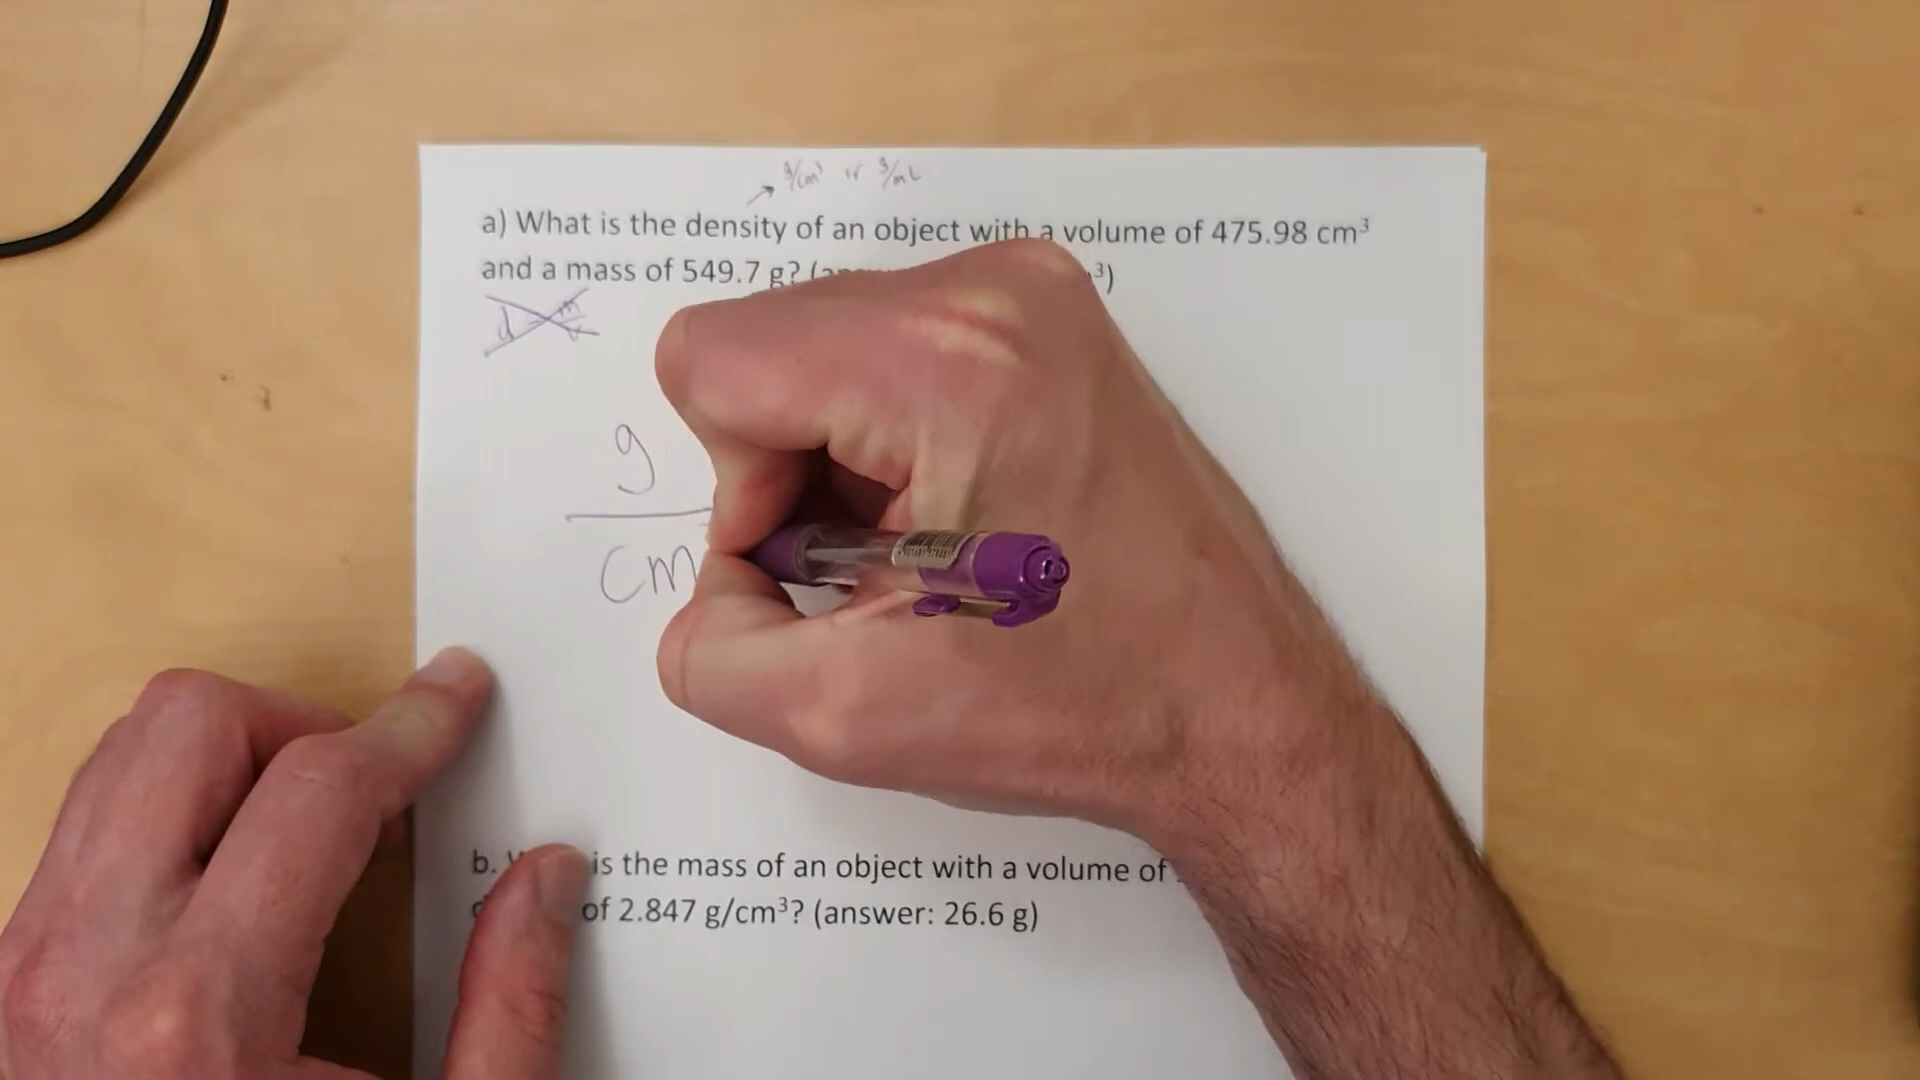 g/cm³ or g/mL
a) What is the density of an object with a volume of 475.98 cm³
and a mass of 549.7 g? ³)
d = m/v
g
cm
b. is the mass of an object with a volume of
of 2.847 g/cm³? (answer: 26.6 g)